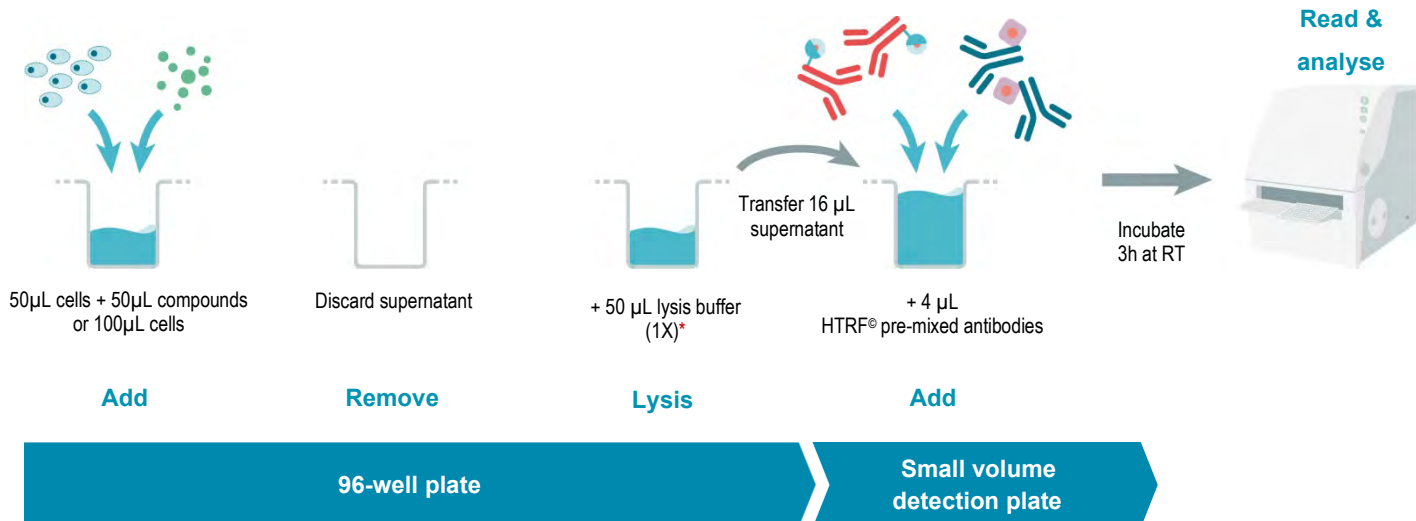 Read &
analyse
Transfer 16 µL
supernatant
Incubate
3h at RT
50µL cells + 50µL compounds
or 100µL cells
Discard supernatant
+ 50 µL lysis buffer
(1X)*
+ 4 µL
HTRF© pre-mixed antibodies
Add
Remove
Lysis
Add
96-well plate
Small volume
detection plate